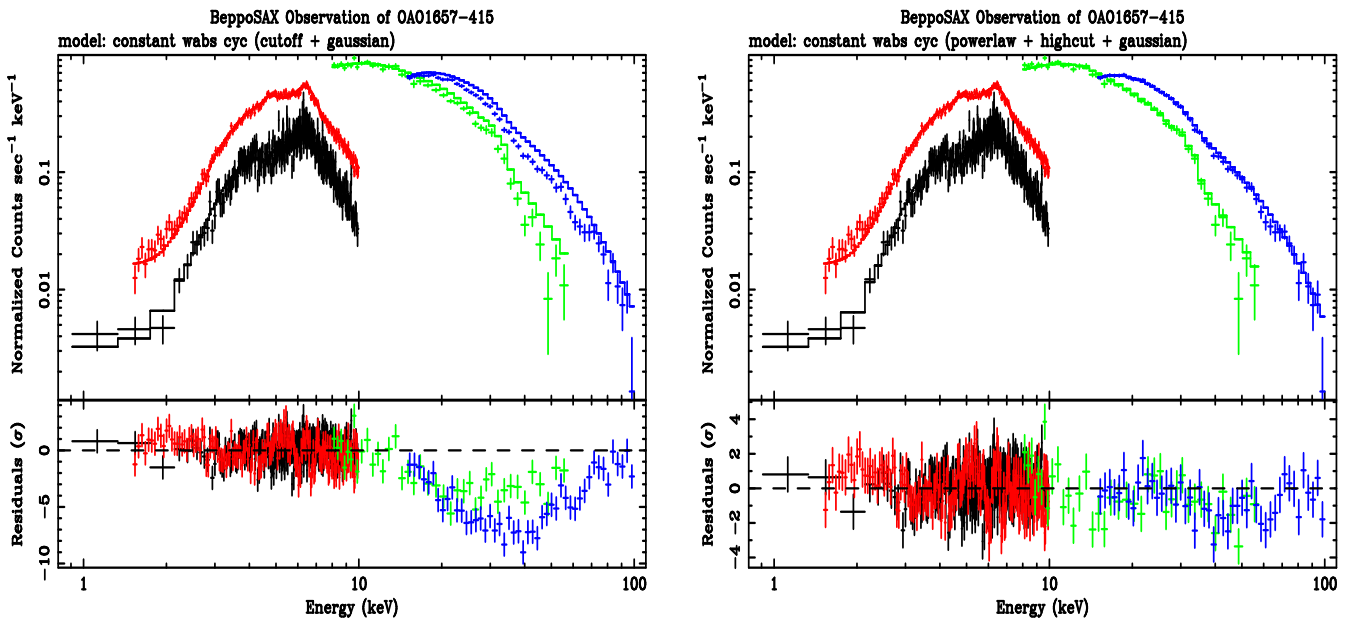 BeppoSAX Observation of OAO1657-415
model: constant wabs cyc (cutoff + gaussian)
Normalized Counts sec⁻¹ keV⁻¹
0.1
0.01
Residuals (σ)
0
-5
-10
1
10
100
Energy (keV)
BeppoSAX Observation of OAO1657-415
model: constant wabs cyc (powerlaw + highcut + gaussian)
Normalized Counts sec⁻¹ keV⁻¹
0.1
0.01
Residuals (σ)
4
2
0
-2
-4
1
10
100
Energy (keV)